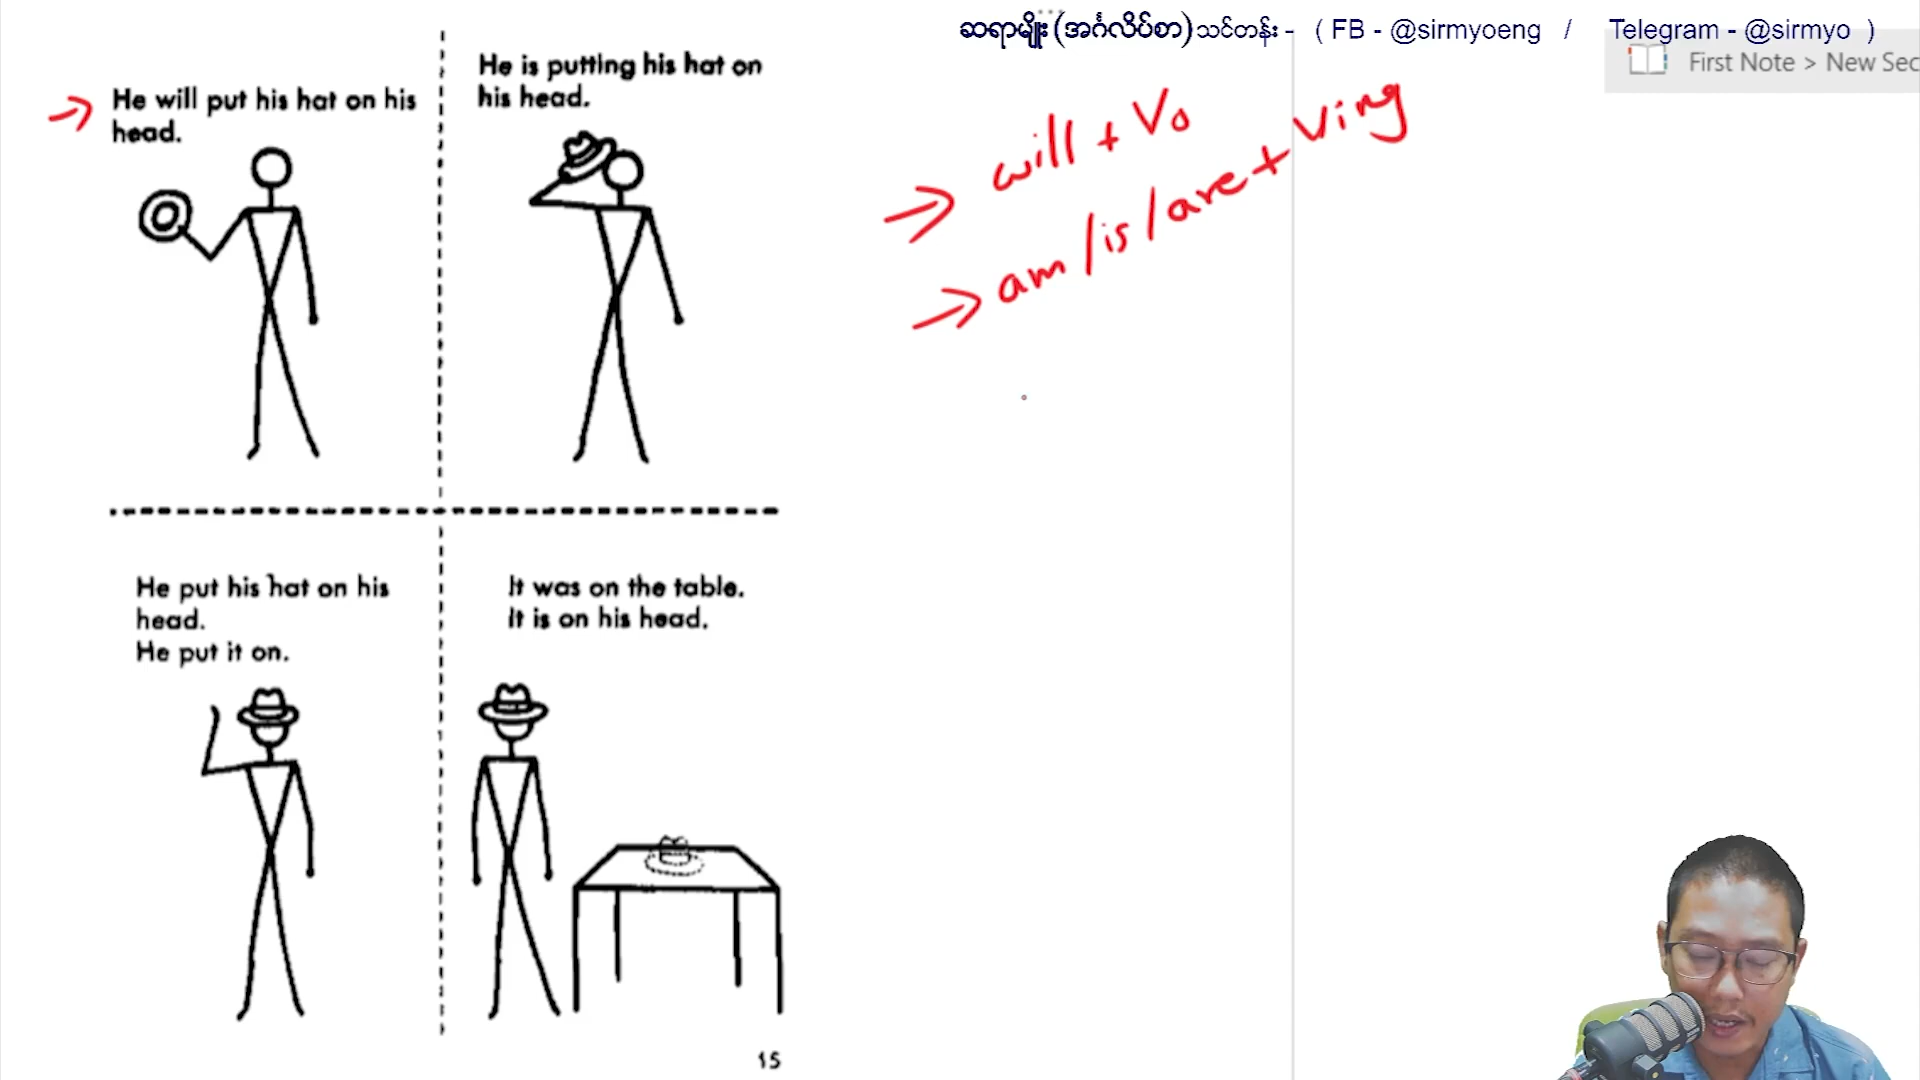 ဆရာမျိုး (အင်္ဂလိပ်စာ) သင်တန်း - ( FB - @sirmyoeng / Telegram - @sirmyo )
First Note > New Sec
He will put his hat on his
head.
He is putting his hat on
his head.
will + Vo
am / is / are + Ving
He put his hat on his
head.
He put it on.
It was on the table.
It is on his head.
15